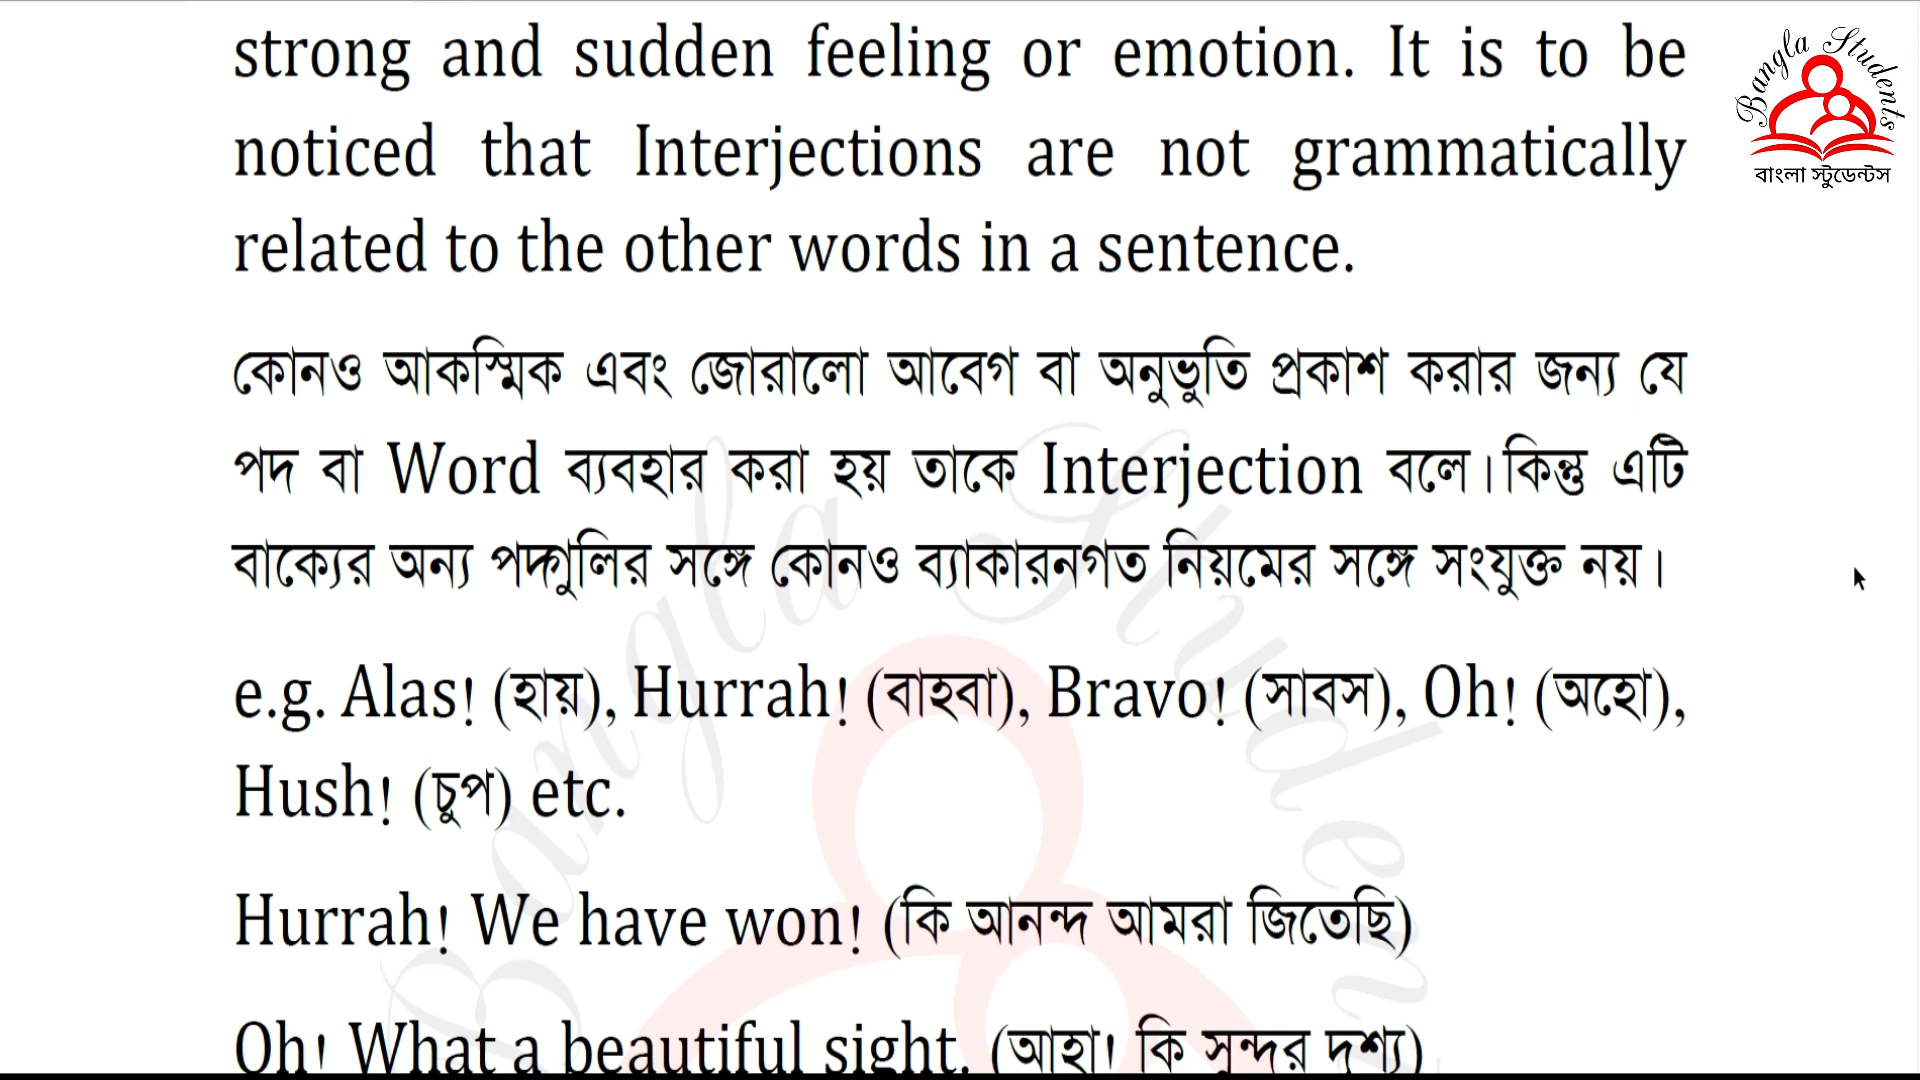 strong and sudden feeling or emotion. It is to be
noticed that Interjections are not grammatically
related to the other words in a sentence.
কোনও আকস্মিক এবং জোরালো আবেগ বা অনুভুতি প্রকাশ করার জন্য যে
পদ বা Word ব্যবহার করা হয় তাকে Interjection বলে। কিন্তু এটি
বাক্যের অন্য পদগুলির সঙ্গে কোনও ব্যাকারনগত নিয়মের সঙ্গে সংযুক্ত নয়।
e.g. Alas! (হায়), Hurrah! (বাহবা), Bravo! (সাবস), Oh! (অহো),
Hush! (চুপ) etc.
Hurrah! We have won! (কি আনন্দ আমরা জিতেছি)
Oh! What a beautiful sight. (আহা! কি সুন্দর দৃশ্য)
Bangla Students
বাংলা স্টুডেন্টস
Bangla Studen